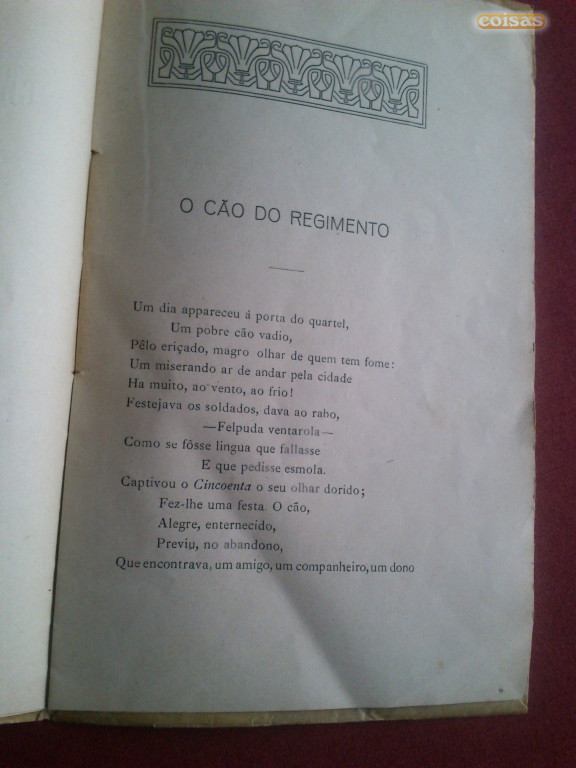 coisas
O CÃO DO REGIMENTO
Um dia appareceu á porta do quartel,
Um pobre cão vadio,
Pêlo eriçado, magro olhar de quem tem fome:
Um miserando ar de andar pela cidade
Ha muito, ao vento, ao frio!
Festejava os soldados, dava ao rabo,
—Felpuda ventarola—
Como se fôsse lingua que fallasse
E que pedisse esmola.
Captivou o Cincoenta o seu olhar dorido;
Fez-lhe uma festa. O cão,
Alegre, enternecido,
Previu, no abandono,
Que encontrava, um amigo, um companheiro, um dono